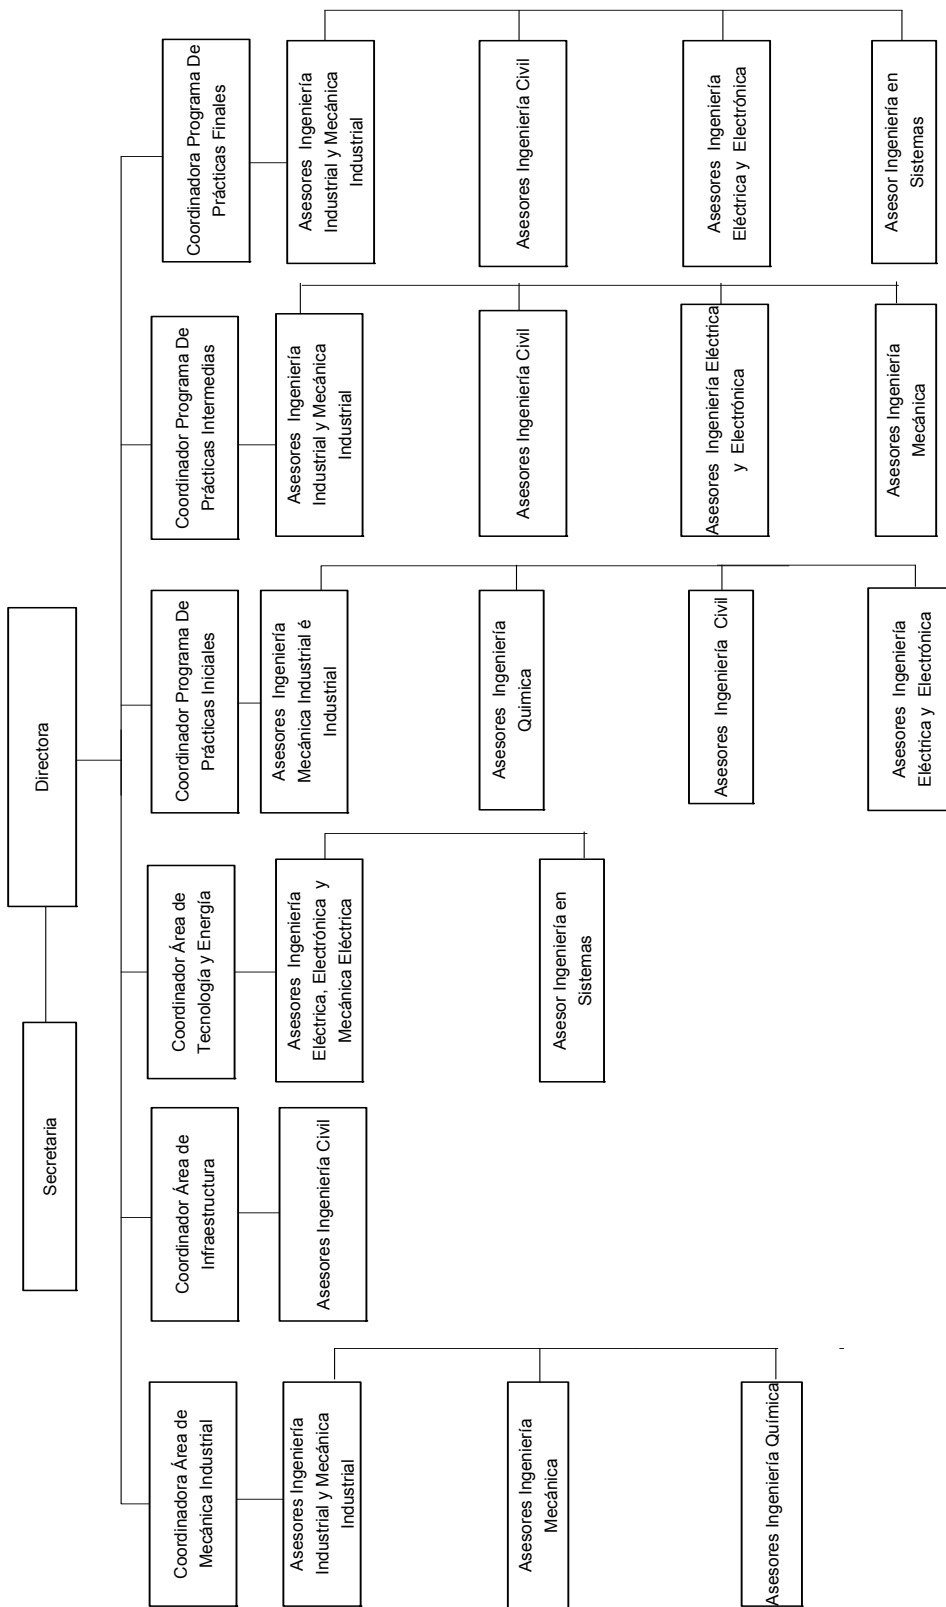 Directora
Secretaria
Coordinadora Área de
Mecánica Industrial
Coordinador Área de
Infraestructura
Coordinador Área de
Tecnología y Energía
Coordinador Programa De
Prácticas Iniciales
Coordinador Programa De
Prácticas Intermedias
Coordinadora Programa De
Prácticas Finales
Asesores Ingeniería
Industrial y Mecánica
Industrial
Asesores Ingeniería
Mecánica
Asesores Ingeniería Química
Asesores Ingeniería Civil
Asesores Ingeniería
Eléctrica, Electrónica y
Mecánica Eléctrica
Asesor Ingeniería en
Sistemas
Asesores Ingeniería
Mecánica Industrial é
Industrial
Asesores Ingeniería
Quimica
Asesores Ingeniería Civil
Asesores Ingeniería
Eléctrica y Electrónica
Asesores Ingeniería
Industrial y Mecánica
Industrial
Asesores Ingeniería Civil
Asesores Ingeniería Eléctrica
y Electrónica
Asesores Ingeniería
Mecánica
Asesores Ingeniería
Industrial y Mecánica
Industrial
Asesores Ingeniería Civil
Asesores Ingeniería
Eléctrica y Electrónica
Asesor Ingeniería en
Sistemas